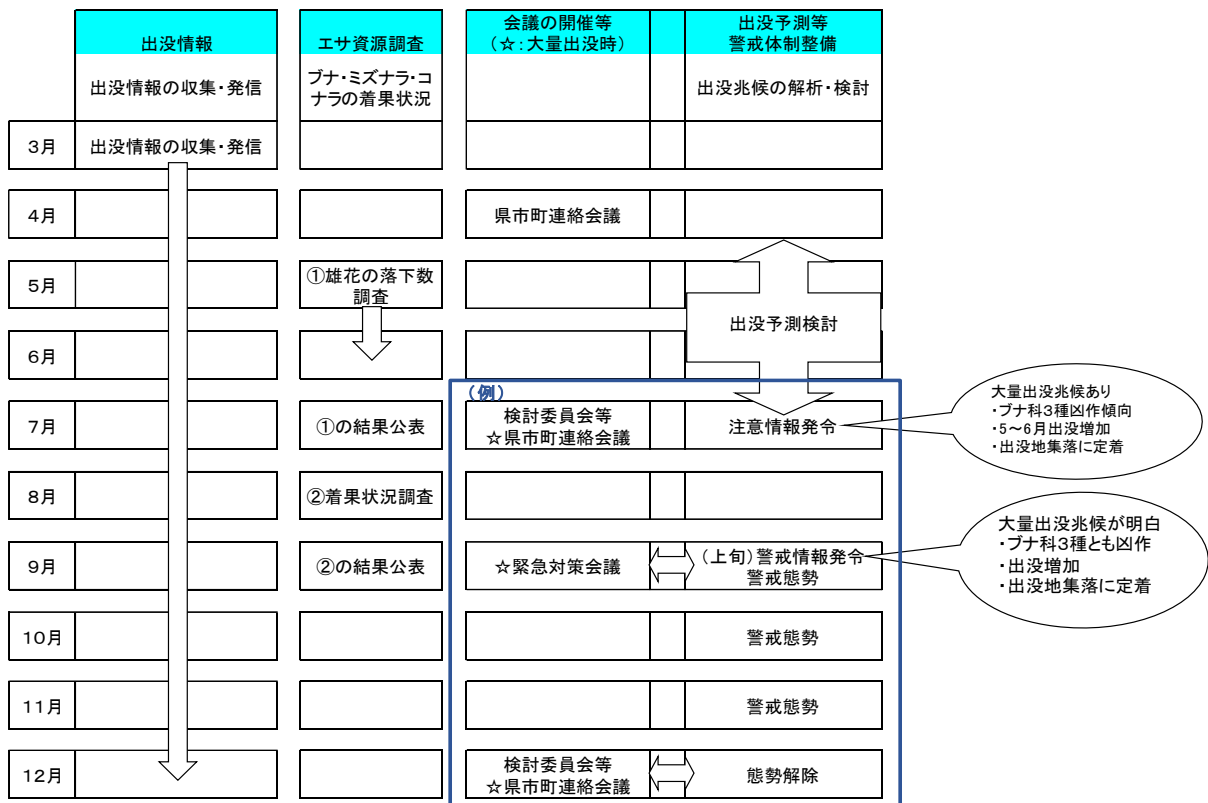 出没情報
エサ資源調査
会議の開催等
(☆:大量出没時)
出没予測等
警戒体制整備
出没情報の収集・発信
ブナ・ミズナラ・コ
ナラの着果状況
出没兆候の解析・検討
3月
出没情報の収集・発信
4月
県市町連絡会議
5月
①雄花の落下数
調査
出没予測検討
6月
(例)
7月
①の結果公表
検討委員会等
☆県市町連絡会議
注意情報発令
大量出没兆候あり
・ブナ科3種凶作傾向
・5~6月出没増加
・出没地集落に定着
8月
②着果状況調査
9月
②の結果公表
☆緊急対策会議
(上旬)警戒情報発令
警戒態勢
大量出没兆候が明白
・ブナ科3種とも凶作
・出没増加
・出没地集落に定着
10月
警戒態勢
11月
警戒態勢
12月
検討委員会等
☆県市町連絡会議
態勢解除